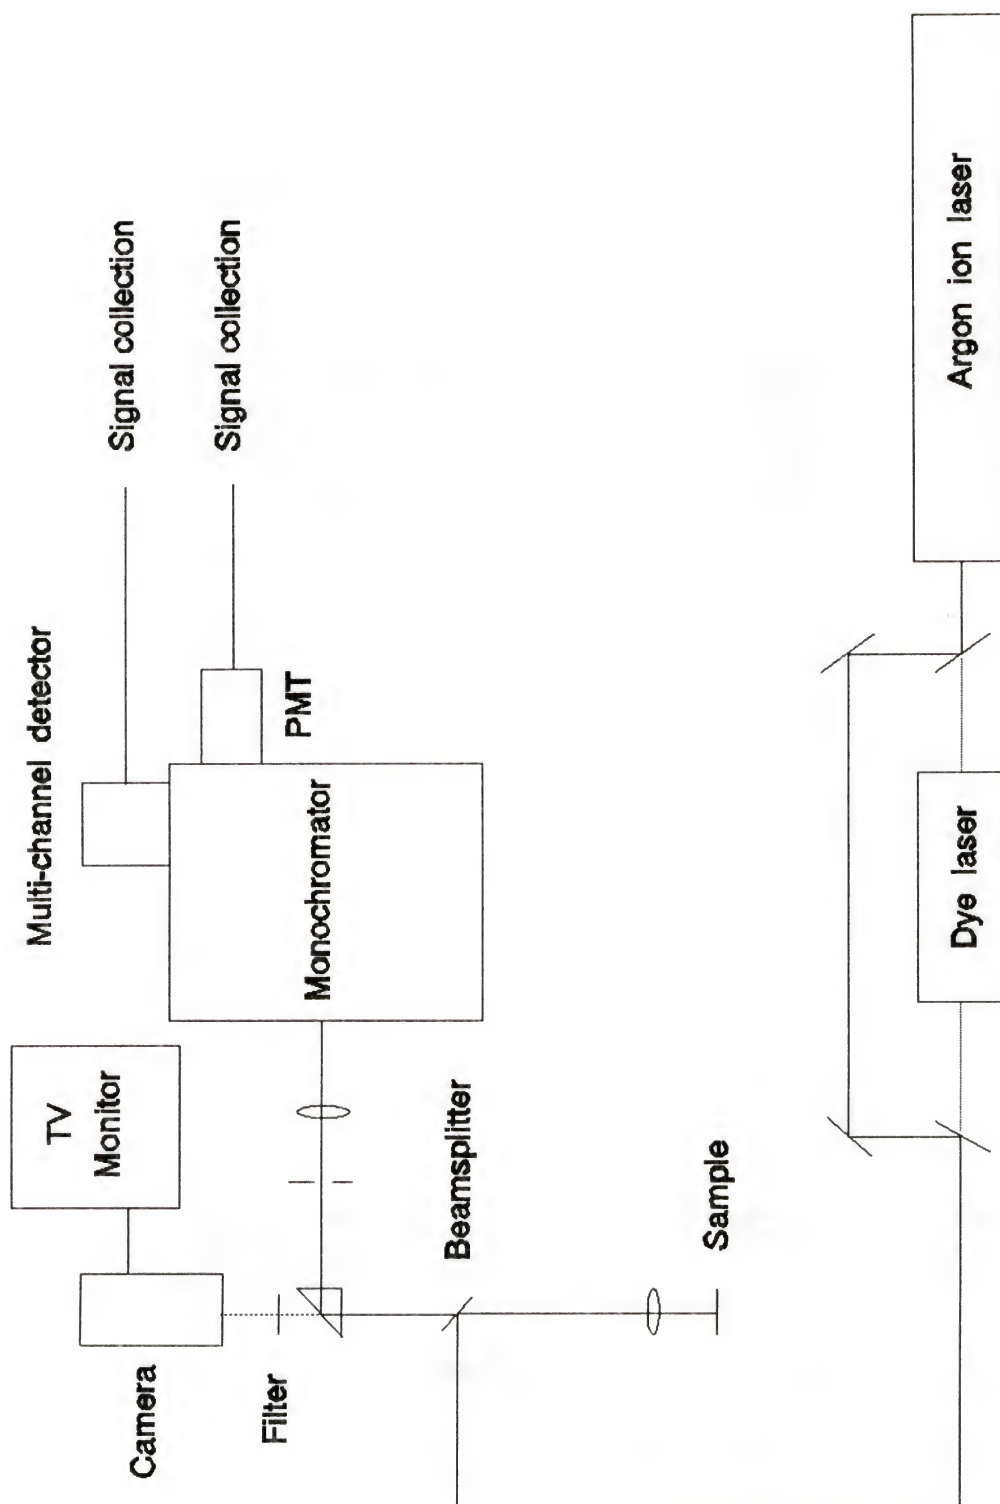 Multi-channel detector
Signal collection
Signal collection
TV
Monitor
Camera
Filter
Monochromator
PMT
Beamsplitter
Sample
Dye laser
Argon ion laser